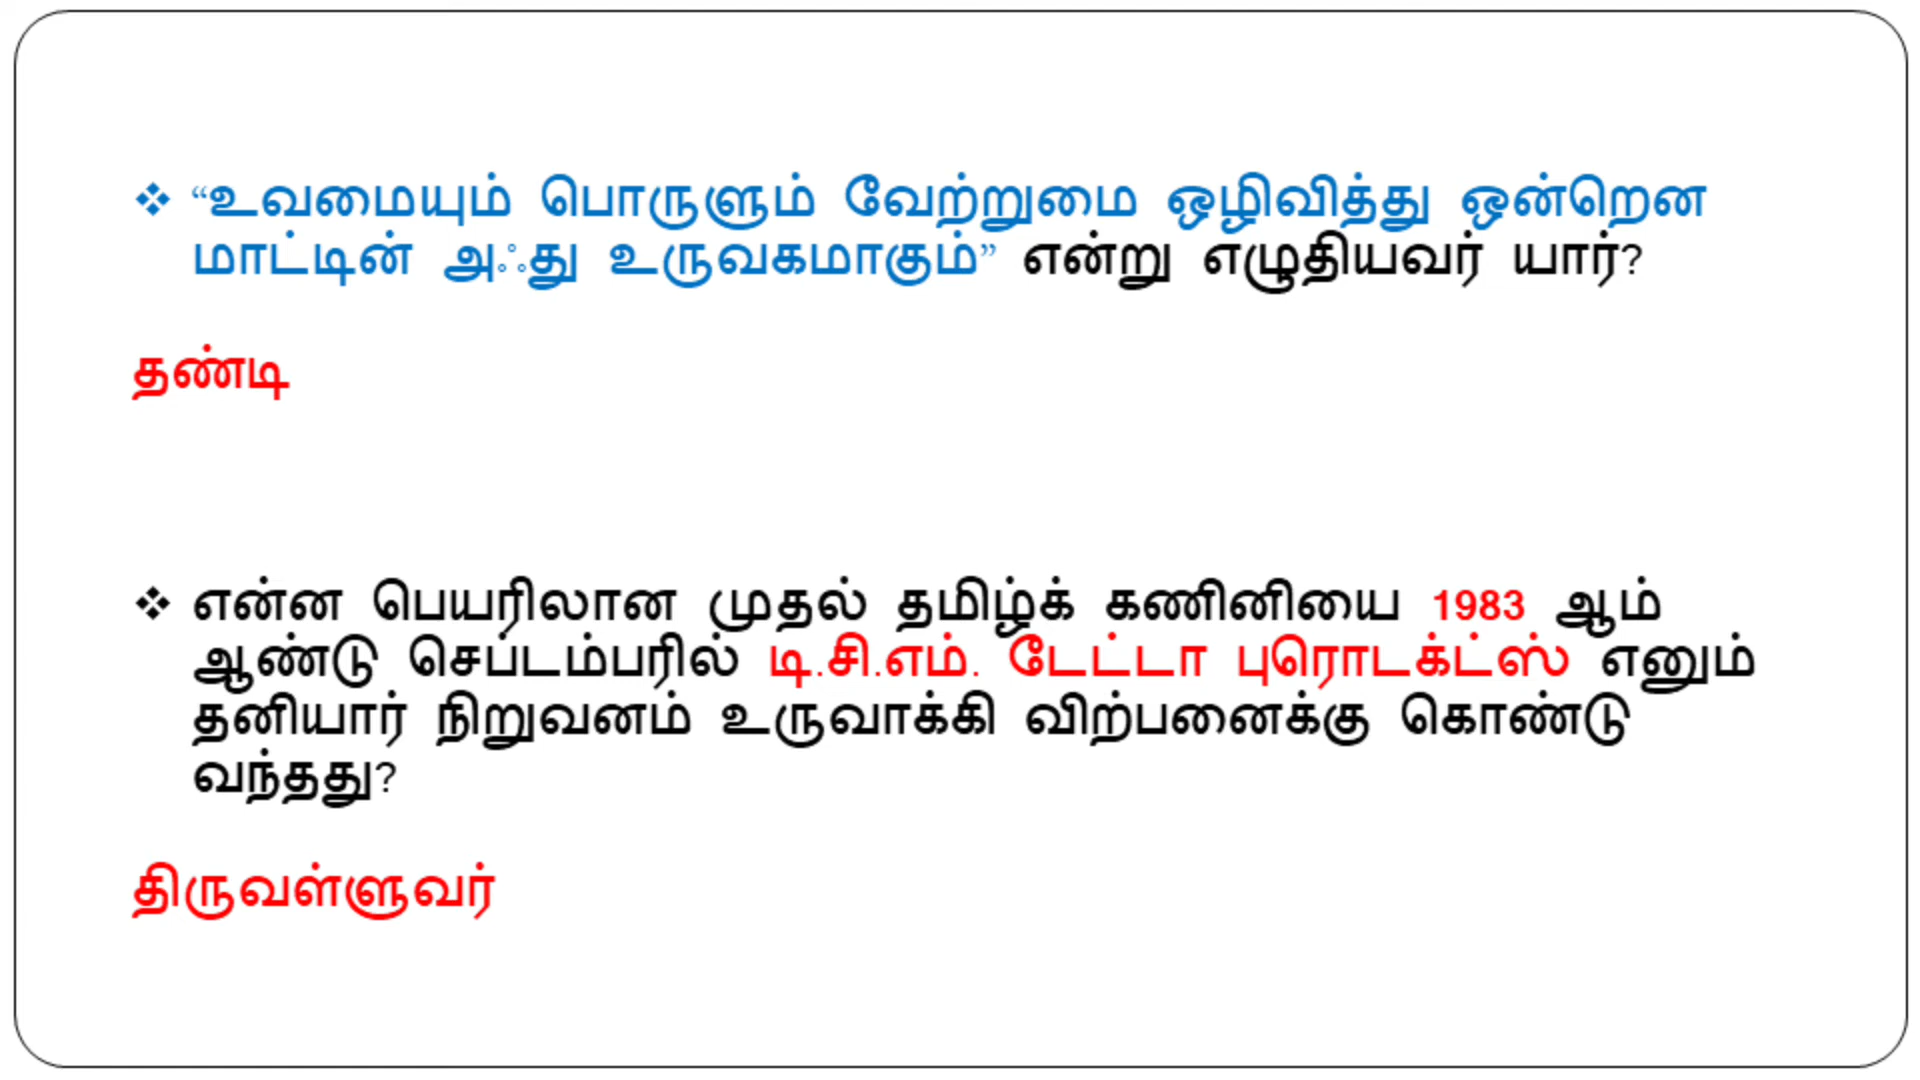 ❖ “உவமையும் பொருளும் வேற்றுமை ஒழிவித்து ஒன்றென
மாட்டின் அஃது உருவகமாகும்” என்று எழுதியவர் யார்?
தண்டி
❖ என்ன பெயரிலான முதல் தமிழ்க் கணினியை 1983 ஆம்
ஆண்டு செப்டம்பரில் டி.சி.எம். டேட்டா புரொடக்ட்ஸ் எனும்
தனியார் நிறுவனம் உருவாக்கி விற்பனைக்கு கொண்டு
வந்தது?
திருவள்ளுவர்